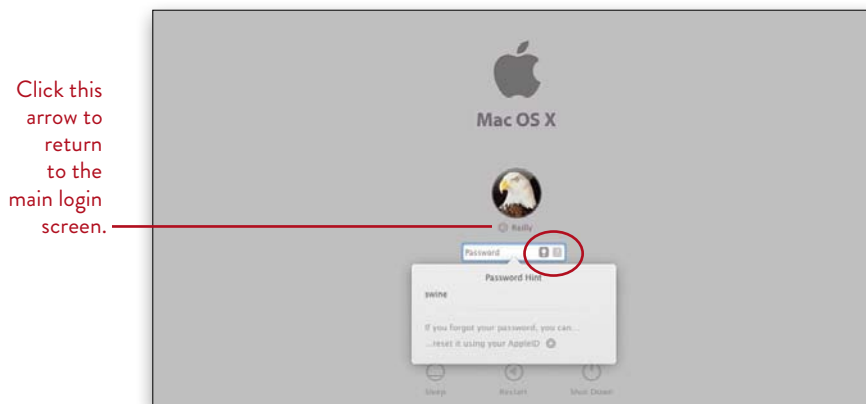 Click this
arrow to
return
to the
main login
screen.
Mac OS X
Reilly
Password
Password Hint
swine
If you forgot your password, you can...
...reset it using your AppleID
Sleep
Restart
Shut Down